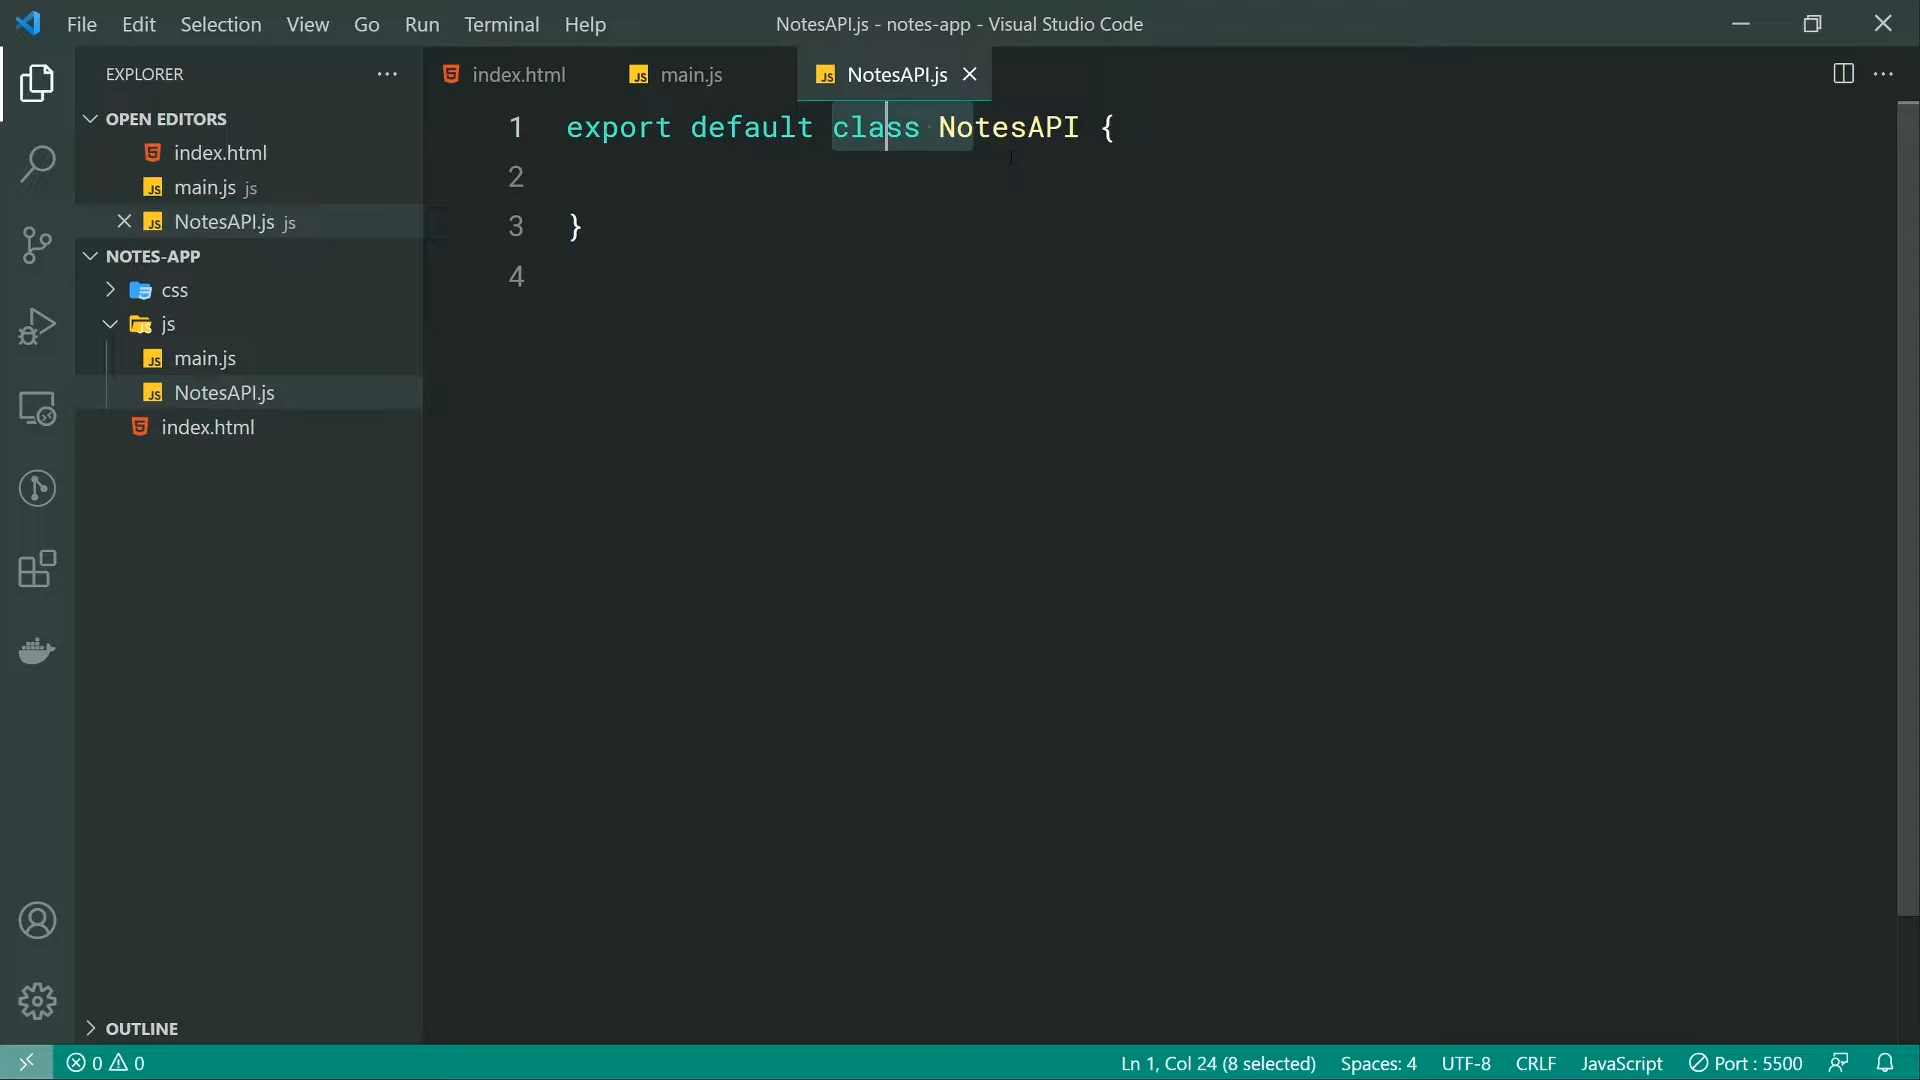 File Edit Selection View Go Run Terminal Help NotesAPI.js - notes-app - Visual Studio Code
EXPLORER
OPEN EDITORS
index.html
main.js js
NotesAPI.js js
NOTES-APP
css
js
main.js
NotesAPI.js
index.html
OUTLINE
index.html main.js NotesAPI.js
1 export default class NotesAPI {
2
3 }
4
0 0 Ln 1, Col 24 (8 selected) Spaces: 4 UTF-8 CRLF JavaScript Port : 5500